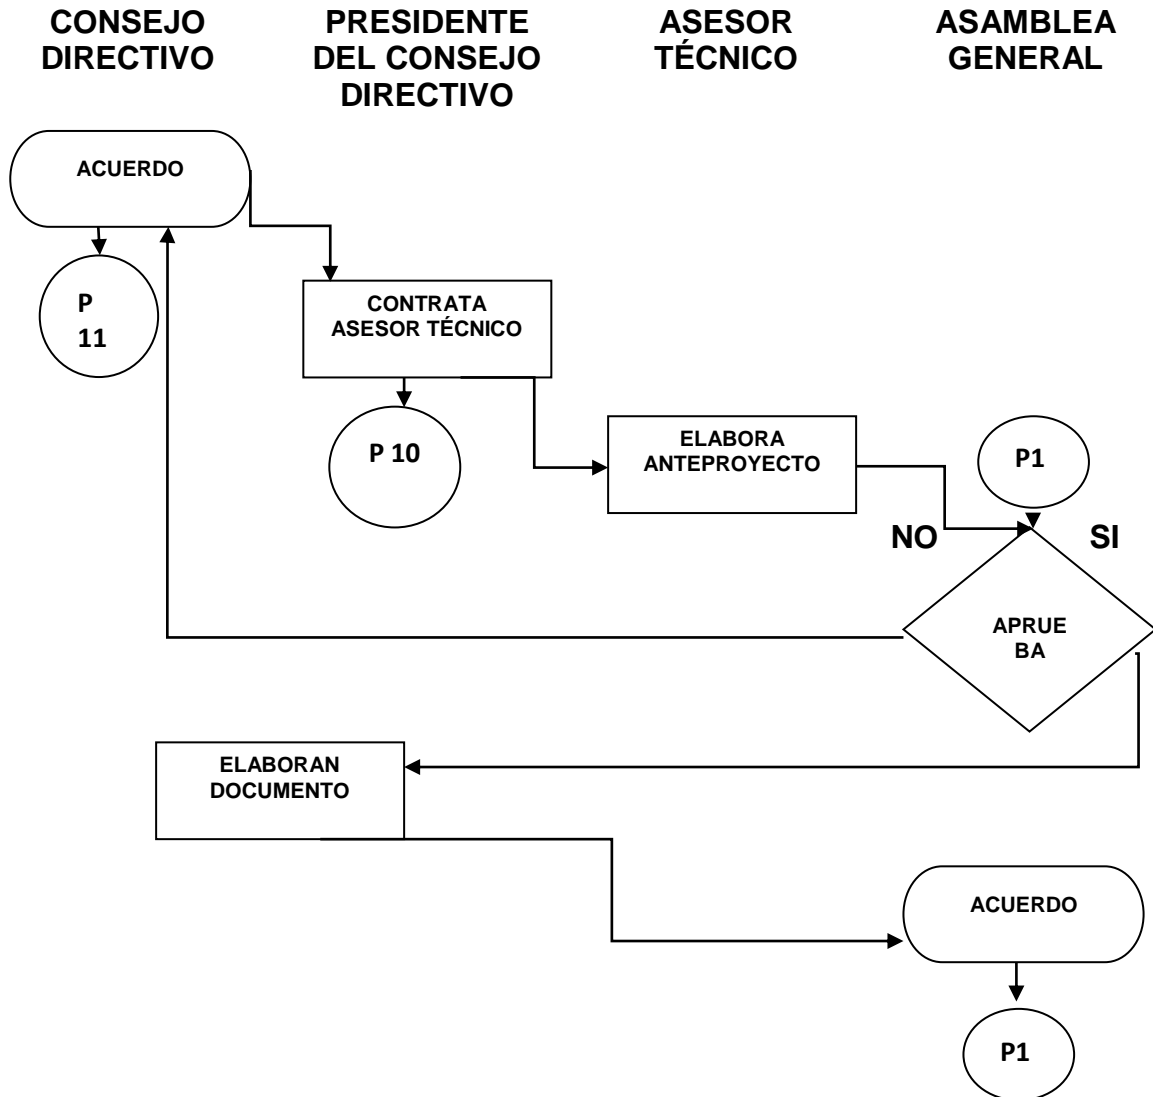 CONSEJO
DIRECTIVO
PRESIDENTE
DEL CONSEJO
DIRECTIVO
ASESOR
TÉCNICO
ASAMBLEA
GENERAL
ACUERDO
P
11
CONTRATA
ASESOR TÉCNICO
P 10
ELABORA
ANTEPROYECTO
P1
NO
SI
APRUE
BA
ELABORAN
DOCUMENTO
ACUERDO
P1